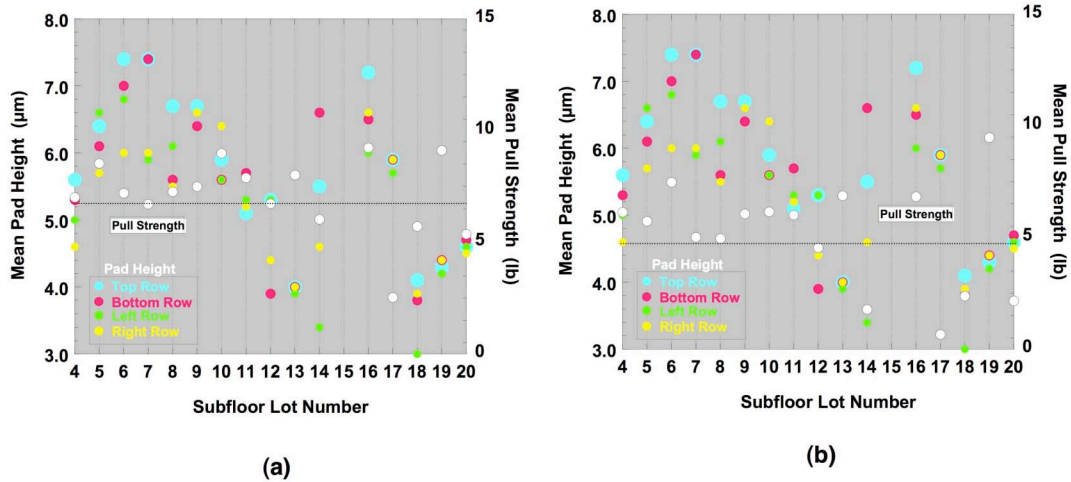 8.0
7.0
6.0
5.0
4.0
3.0
Mean Pad Height (µm)
15
10
5
0
Mean Pull Strength (lb)
Pull Strength
Pad Height
Top Row
Bottom Row
Left Row
Right Row
4 5 6 7 8 9 10 11 12 13 14 15 16 17 18 19 20
Subfloor Lot Number
(a)
8.0
7.0
6.0
5.0
4.0
3.0
Mean Pad Height (µm)
15
10
5
0
Mean Pull Strength (lb)
Pull Strength
Pad Height
Top Row
Bottom Row
Left Row
Right Row
4 5 6 7 8 9 10 11 12 13 14 15 16 17 18 19 20
Subfloor Lot Number
(b)